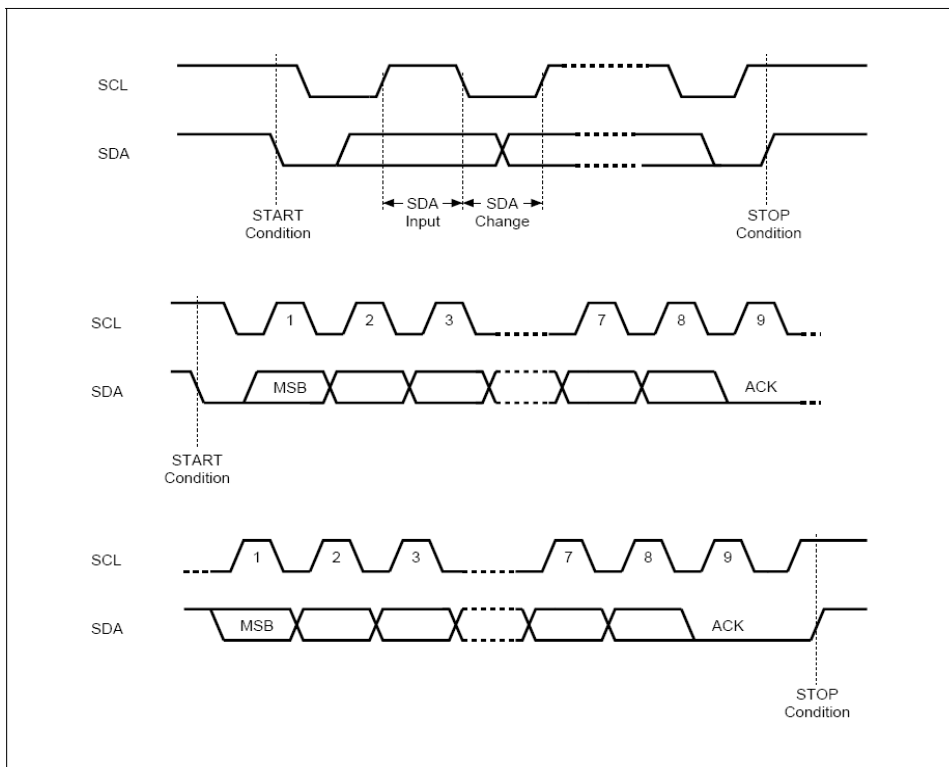 SCL
SDA
SDA
Input
SDA
Change
START
Condition
STOP
Condition
SCL
1
2
3
7
8
9
SDA
MSB
ACK
START
Condition
SCL
1
2
3
7
8
9
SDA
MSB
ACK
STOP
Condition